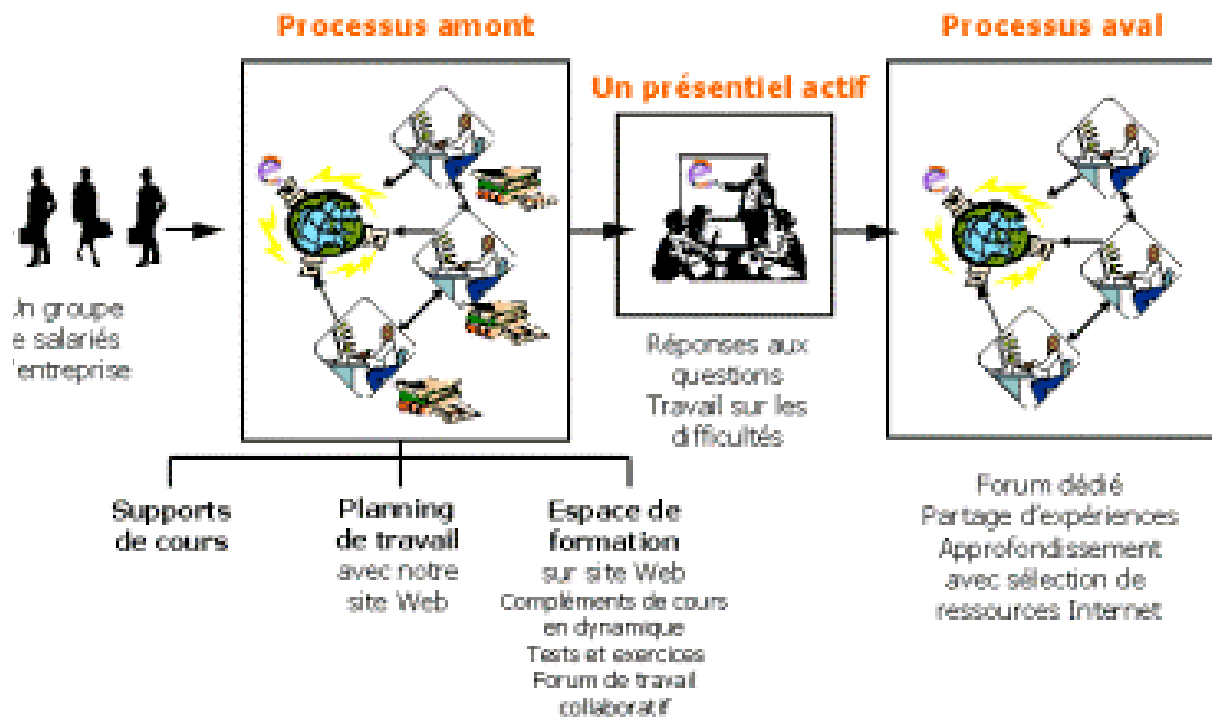 Processus amont
Processus aval
Un présentiel actif
Un groupe
e salariés
'entreprise
Réponses aux
questions
Travail sur les
difficultés
Supports
de cours
Planning
de travail
avec notre
site Web
Espace de
formation
sur site Web
Compléments de cours
en dynamique
Tests et exercices
Forum de travail
collaboratif
Forum dédié
Partage d'expériences
Approfondissement
avec sélection de
ressources Internet